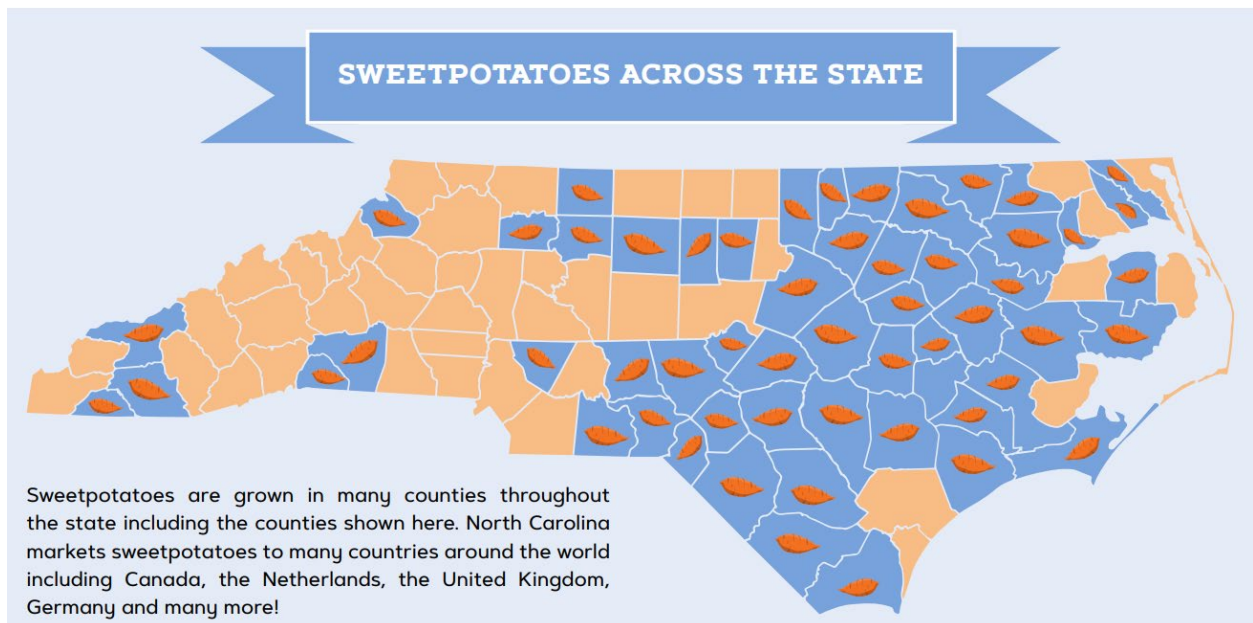 SWEETPOTATOES ACROSS THE STATE
Sweetpotatoes are grown in many counties throughout
the state including the counties shown here. North Carolina
markets sweetpotatoes to many countries around the world
including Canada, the Netherlands, the United Kingdom,
Germany and many more!